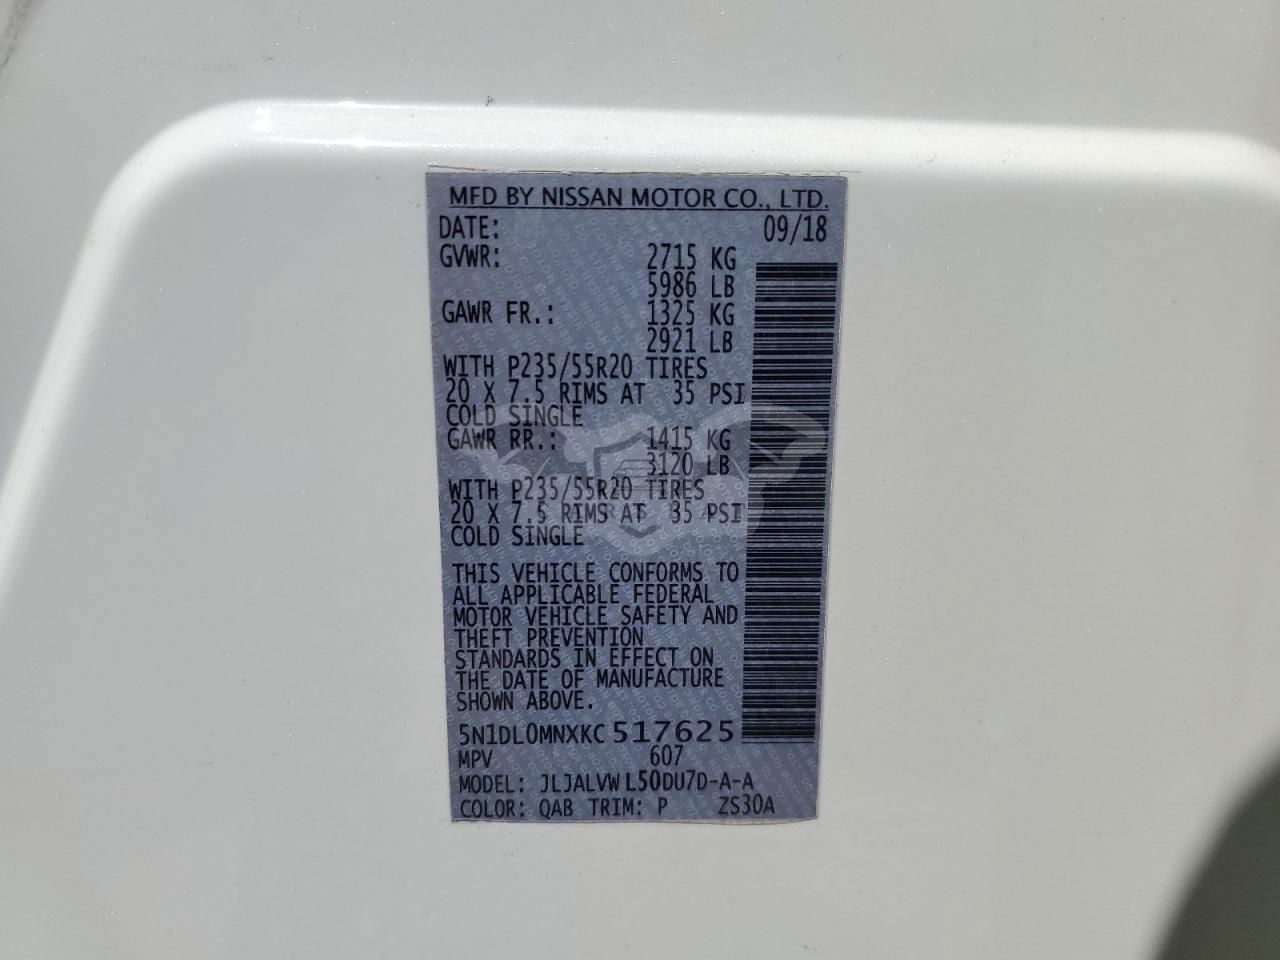 MFD BY NISSAN MOTOR CO., LTD.
DATE: 09/18
GVWR: 2715 KG
5986 LB
GAWR FR.: 1325 KG
2921 LB
WITH P235/55R20 TIRES
20 X 7.5 RIMS AT 35 PSI
COLD SINGLE
GAWR RR.: 1415 KG
3120 LB
WITH P235/55R20 TIRES
20 X 7.5 RIMS AT 35 PSI
COLD SINGLE
THIS VEHICLE CONFORMS TO
ALL APPLICABLE FEDERAL
MOTOR VEHICLE SAFETY AND
THEFT PREVENTION
STANDARDS IN EFFECT ON
THE DATE OF MANUFACTURE
SHOWN ABOVE.
5N1DL0MNXKC517625
MPV 607
MODEL: JLJALVWL50DU7D-A-A
COLOR: QAB TRIM: P ZS30A